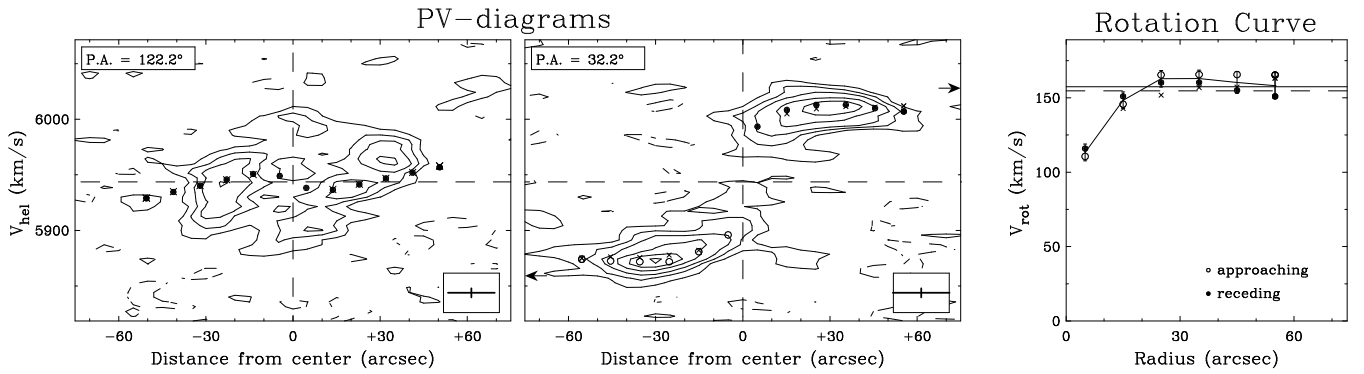 PV-diagrams
Rotation Curve
P.A. = 122.2°
P.A. = 32.2°
6000
5900
V_hel (km/s)
−60 −30 0 +30 +60
Distance from center (arcsec)
−60 −30 0 +30 +60
Distance from center (arcsec)
150
100
50
0
V_rot (km/s)
approaching
receding
0 30 60
Radius (arcsec)